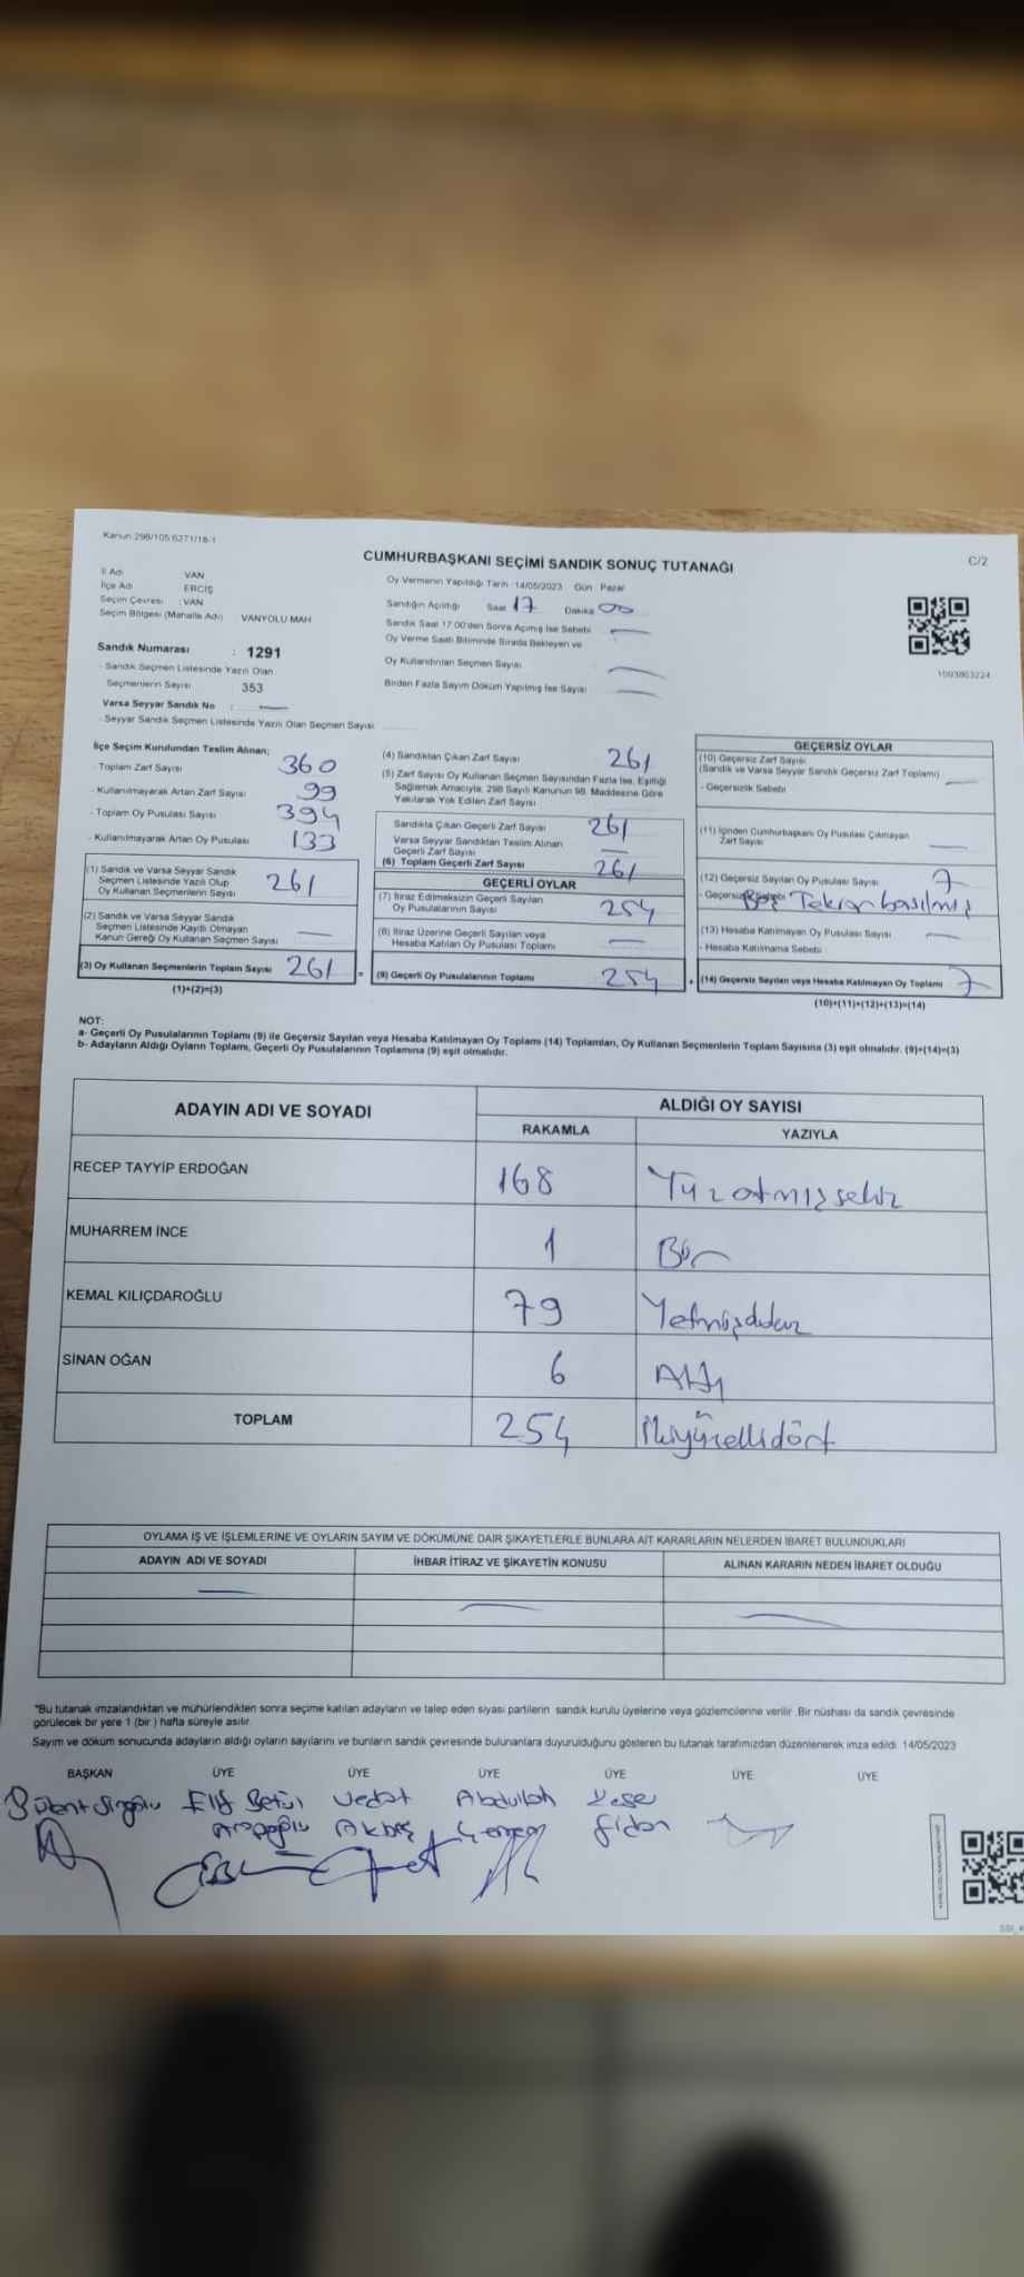 Kanun 298/105 6271/18-1
CUMHURBAŞKANI SEÇİMİ SANDIK SONUÇ TUTANAĞI
C/2
İl Adı VAN
İlçe Adı ERCİŞ
Seçim Çevresi : VAN
Seçim Bölgesi (Mahalle Adı) VANYOLU MAH
Sandık Numarası : 1291
- Sandık Seçmen Listesinde Yazılı Olan
Seçmenlerin Sayısı 353
Varsa Seyyar Sandık No :
- Seyyar Sandık Seçmen Listesinde Yazılı Olan Seçmen Sayısı
Oy Vermenin Yapıldığı Tarih : 14/05/2023 Gün : Pazar
Sandığın Açıldığı Saat 17 Dakika 00
Sandık Saat 17.00'den Sonra Açılmış İse Sebebi
Oy Verme Saati Bitiminde Sırada Bekleyen ve
Oy Kullandırılan Seçmen Sayısı
Birden Fazla Sayım Döküm Yapılmış İse Sayısı
İlçe Seçim Kurulundan Teslim Alınan;
- Toplam Zarf Sayısı 360
- Kullanılmayarak Artan Zarf Sayısı 99
- Toplam Oy Pusulası Sayısı 394
- Kullanılmayarak Artan Oy Pusulası 133
(1) Sandık ve Varsa Seyyar Sandık
Seçmen Listesinde Yazılı Olup
Oy Kullanan Seçmenlerin Sayısı 261
(2) Sandık ve Varsa Seyyar Sandık
Seçmen Listesinde Kayıtlı Olmayan
Kanun Gereği Oy Kullanan Seçmen Sayısı
(3) Oy Kullanan Seçmenlerin Toplam Sayısı 261
(1)+(2)=(3)
(4) Sandıktan Çıkan Zarf Sayısı 261
(5) Zarf Sayısı Oy Kullanan Seçmen Sayısından Fazla İse, Eşitliği
Sağlamak Amacıyla, 298 Sayılı Kanunun 98. Maddesine Göre
Yakılarak Yok Edilen Zarf Sayısı
Sandıkta Çıkan Geçerli Zarf Sayısı 261
Varsa Seyyar Sandıktan Teslim Alınan
Geçerli Zarf Sayısı
(6) Toplam Geçerli Zarf Sayısı 261
GEÇERLİ OYLAR
(7) İtiraz Edilmeksizin Geçerli Sayılan
Oy Pusulalarının Sayısı 254
(8) İtiraz Üzerine Geçerli Sayılan veya
Hesaba Katılan Oy Pusulası Toplamı
(9) Geçerli Oy Pusulalarının Toplamı 254
GEÇERSİZ OYLAR
(10) Geçersiz Zarf Sayısı
(Sandık ve Varsa Seyyar Sandık Geçersiz Zarf Toplamı)
- Geçersizlik Sebebi
(11) İçinden Cumhurbaşkanı Oy Pusulası Çıkmayan
Zarf Sayısı
(12) Geçersiz Sayılan Oy Pusulası Sayısı 7
- Geçersizlik Sebebi Boş Tekrar basılmış
(13) Hesaba Katılmayan Oy Pusulası Sayısı
- Hesaba Katılmama Sebebi
(14) Geçersiz Sayılan veya Hesaba Katılmayan Oy Toplamı 7
(10)+(11)+(12)+(13)=(14)
NOT:
a- Geçerli Oy Pusulalarının Toplamı (9) ile Geçersiz Sayılan veya Hesaba Katılmayan Oy Toplamı (14) Toplamları, Oy Kullanan Seçmenlerin Toplam Sayısına (3) eşit olmalıdır. (9)+(14)=(3)
b- Adayların Aldığı Oyların Toplamı, Geçerli Oy Pusulalarının Toplamına (9) eşit olmalıdır.
ADAYIN ADI VE SOYADI ALDIĞI OY SAYISI
RAKAMLA YAZIYLA
RECEP TAYYİP ERDOĞAN 168 Yüzatmışsekiz
MUHARREM İNCE 1 Bir
KEMAL KILIÇDAROĞLU 79 Yetmişdokuz
SİNAN OĞAN 6 Altı
TOPLAM 254 İkiyüzellidört
OYLAMA İŞ VE İŞLEMLERİNE VE OYLARIN SAYIM VE DÖKÜMÜNE DAİR ŞİKAYETLERLE BUNLARA AİT KARARLARIN NELERDEN İBARET BULUNDUKLARI
ADAYIN ADI VE SOYADI İHBAR İTİRAZ VE ŞİKAYETİN KONUSU ALINAN KARARIN NEDEN İBARET OLDUĞU
*Bu tutanak imzalandıktan ve mühürlendikten sonra seçime katılan adayların ve talep eden siyasi partilerin sandık kurulu üyelerine veya gözlemcilerine verilir. Bir nüshası da sandık çevresinde
görülecek bir yere 1 (bir ) hafta süreyle asılır.
Sayım ve döküm sonucunda adayların aldığı oyların sayılarını ve bunların sandık çevresinde bulunanlara duyurulduğunu gösteren bu tutanak tarafımızdan düzenlenerek imza edildi. 14/05/2023
BAŞKAN ÜYE ÜYE ÜYE ÜYE ÜYE ÜYE
Bülent Elif Betül Vedat Abdullah
Arapoğlu Akbaş Fidan